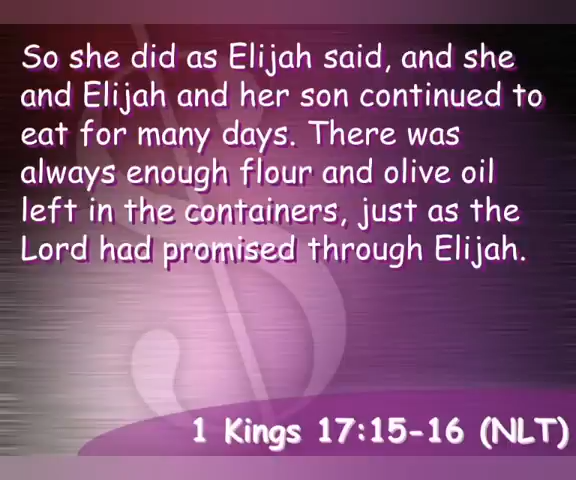 So she did as Elijah said, and she
and Elijah and her son continued to
eat for many days. There was
always enough flour and olive oil
left in the containers, just as the
Lord had promised through Elijah.
1 Kings 17:15-16 (NLT)